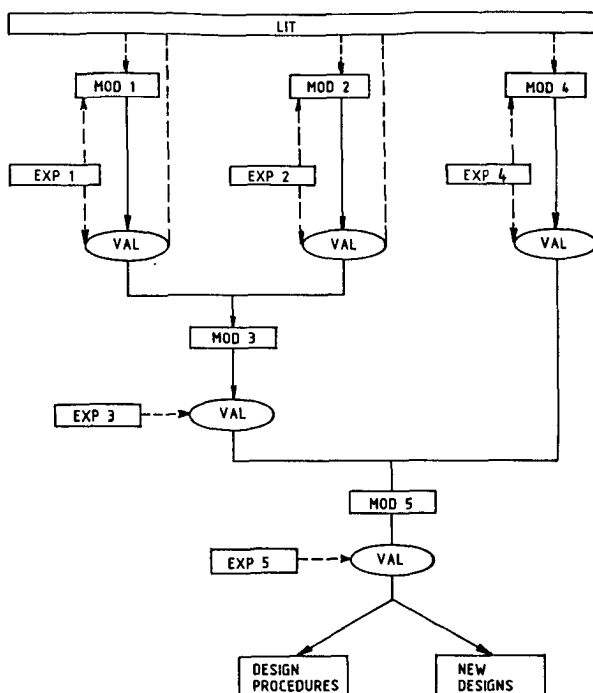 LIT
MOD 1
MOD 2
MOD 4
EXP 1
EXP 2
EXP 4
VAL
VAL
VAL
MOD 3
EXP 3
VAL
MOD 5
EXP 5
VAL
DESIGN
PROCEDURES
NEW
DESIGNS